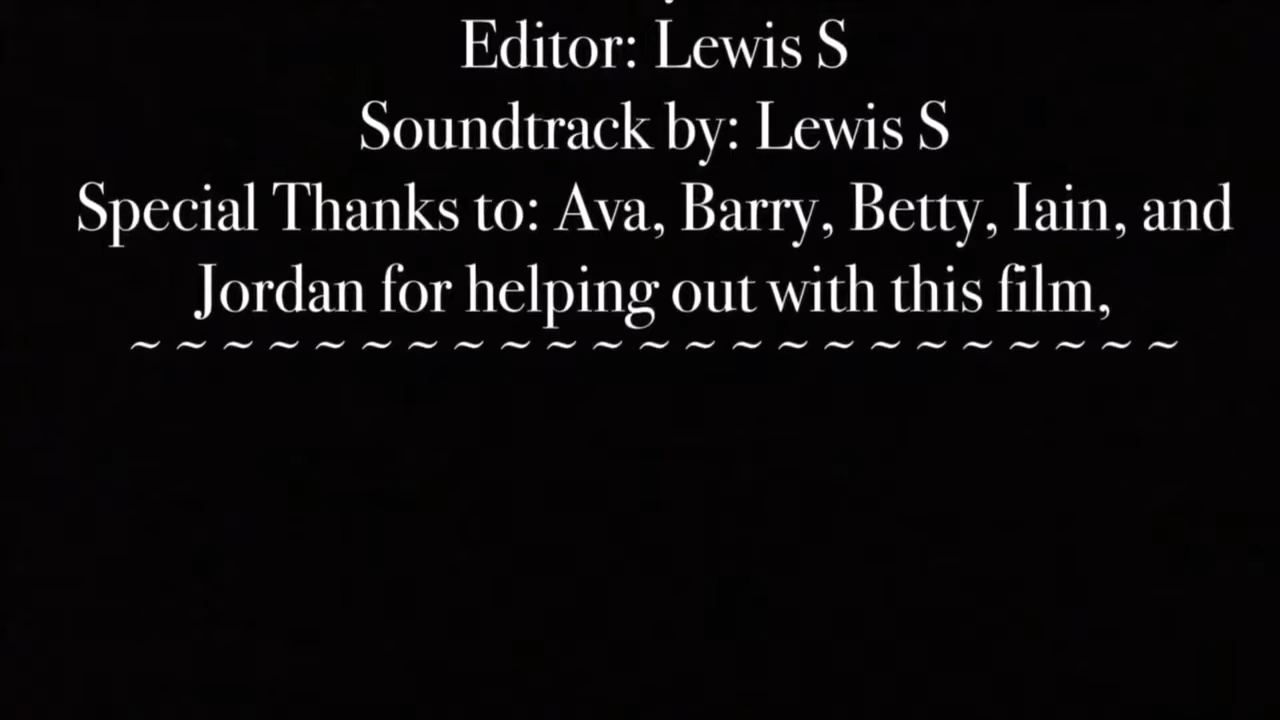 Editor: Lewis S
Soundtrack by: Lewis S
Special Thanks to: Ava, Barry, Betty, Iain, and
Jordan for helping out with this film,
~ ~ ~ ~ ~ ~ ~ ~ ~ ~ ~ ~ ~ ~ ~ ~ ~ ~ ~ ~ ~ ~ ~